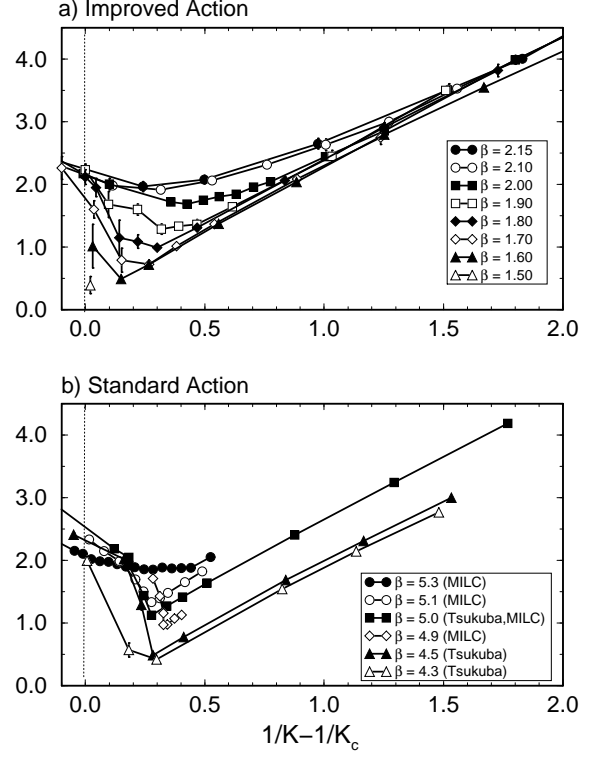 a) Improved Action
4.0
3.0
2.0
1.0
0.0
β = 2.15
β = 2.10
β = 2.00
β = 1.90
β = 1.80
β = 1.70
β = 1.60
β = 1.50
0.0 0.5 1.0 1.5 2.0
b) Standard Action
4.0
3.0
2.0
1.0
0.0
β = 5.3 (MILC)
β = 5.1 (MILC)
β = 5.0 (Tsukuba,MILC)
β = 4.9 (MILC)
β = 4.5 (Tsukuba)
β = 4.3 (Tsukuba)
0.0 0.5 1.0 1.5 2.0
1/K−1/K_c